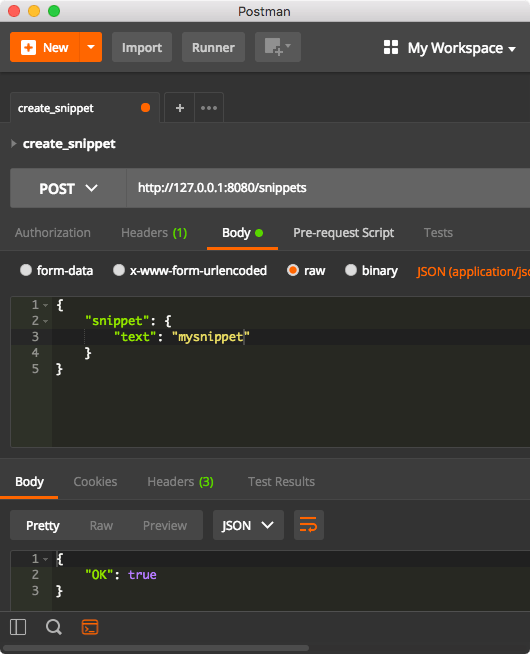 Postman
New Import Runner My Workspace
create_snippet + •••
create_snippet
POST http://127.0.0.1:8080/snippets
Authorization Headers (1) Body Pre-request Script Tests
form-data x-www-form-urlencoded raw binary JSON (application/jso
1 {
2 "snippet": {
3 "text": "mysnippet"
4 }
5 }
Body Cookies Headers (3) Test Results
Pretty Raw Preview JSON
1 {
2 "OK": true
3 }